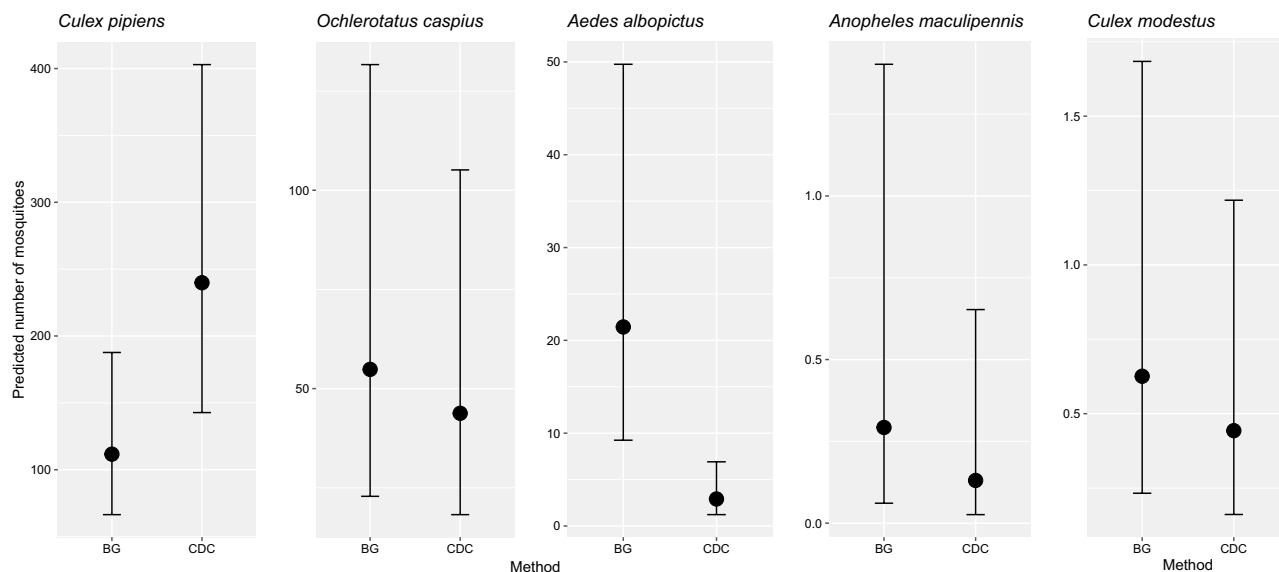 Culex pipiens
Ochlerotatus caspius
Aedes albopictus
Anopheles maculipennis
Culex modestus
Predicted number of mosquitoes
400
300
200
100
BG
CDC
100
50
BG
CDC
50
40
30
20
10
0
BG
CDC
1.0
0.5
0.0
BG
CDC
1.5
1.0
0.5
BG
CDC
Method
Method